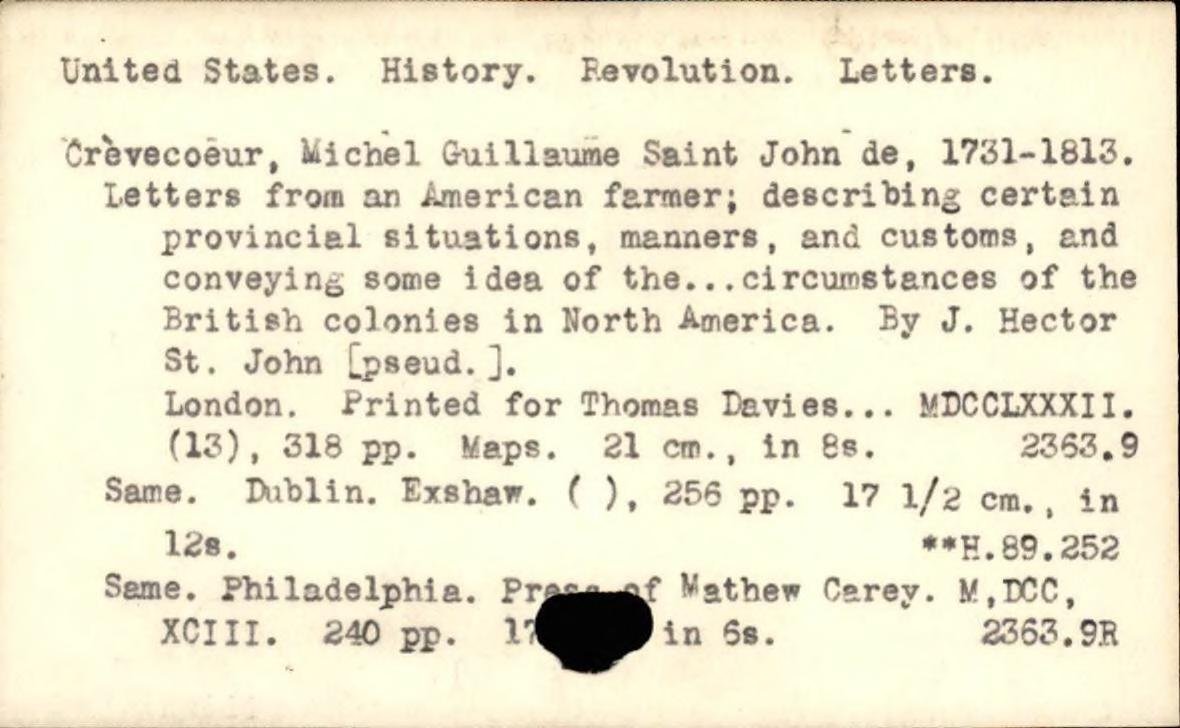 United States. History. Revolution. Letters.
Crèvecoeur, Michel Guillaume Saint John de, 1731-1813.
Letters from an American farmer; describing certain
provincial situations, manners, and customs, and
conveying some idea of the...circumstances of the
British colonies in North America. By J. Hector
St. John [pseud.].
London. Printed for Thomas Davies... MDCCLXXXII.
(13), 318 pp. Maps. 21 cm., in 8s. 2363.9
Same. Dublin. Exshaw. ( ), 256 pp. 17 1/2 cm., in
12s. **H.89.252
Same. Philadelphia. Press of Mathew Carey. M,DCC,
XCIII. 240 pp. 17 in 6s. 2363.9R